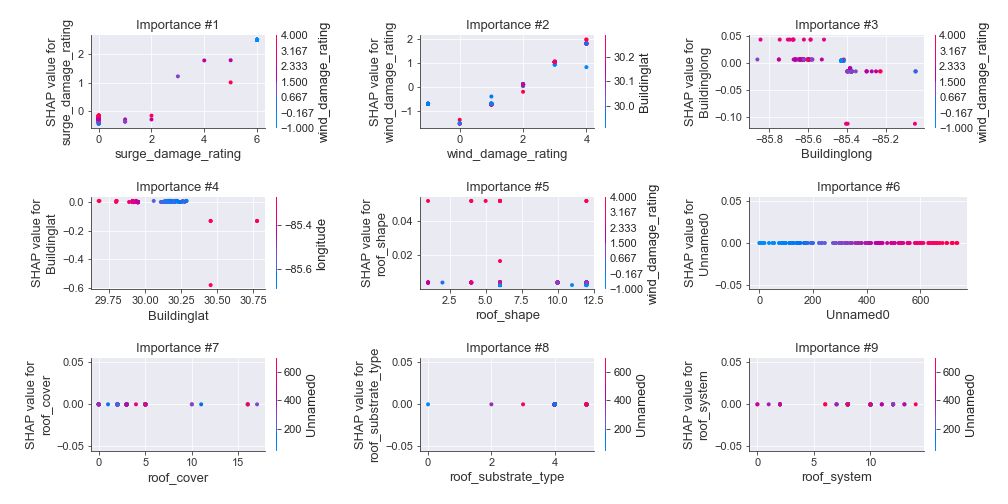 Importance #1
SHAP value for
surge_damage_rating
2
1
0
0
2
4
6
surge_damage_rating
4.000
3.167
2.333
1.500
0.667
−0.167
−1.000
wind_damage_rating
Importance #2
SHAP value for
wind_damage_rating
2
1
0
−1
0
2
4
wind_damage_rating
30.2
30.1
30.0
Buildinglat
Importance #3
SHAP value for
Buildinglong
0.05
0.00
−0.05
−0.10
−85.8
−85.6
−85.4
−85.2
Buildinglong
4.000
3.167
2.333
1.500
0.667
−0.167
−1.000
wind_damage_rating
Importance #4
SHAP value for
Buildinglat
0.0
−0.2
−0.4
−0.6
29.75
30.00
30.25
30.50
30.75
Buildinglat
−85.4
−85.6
longitude
Importance #5
SHAP value for
roof_shape
0.04
0.02
2.5
5.0
7.5
10.0
12.5
roof_shape
4.000
3.167
2.333
1.500
0.667
−0.167
−1.000
wind_damage_rating
Importance #6
SHAP value for
Unnamed0
0.05
0.00
−0.05
0
200
400
600
Unnamed0
Importance #7
SHAP value for
roof_cover
0.05
0.00
−0.05
0
5
10
15
roof_cover
600
400
200
Unnamed0
Importance #8
SHAP value for
roof_substrate_type
0.05
0.00
−0.05
0
2
4
roof_substrate_type
600
400
200
Unnamed0
Importance #9
SHAP value for
roof_system
0.05
0.00
−0.05
0
5
10
roof_system
600
400
200
Unnamed0